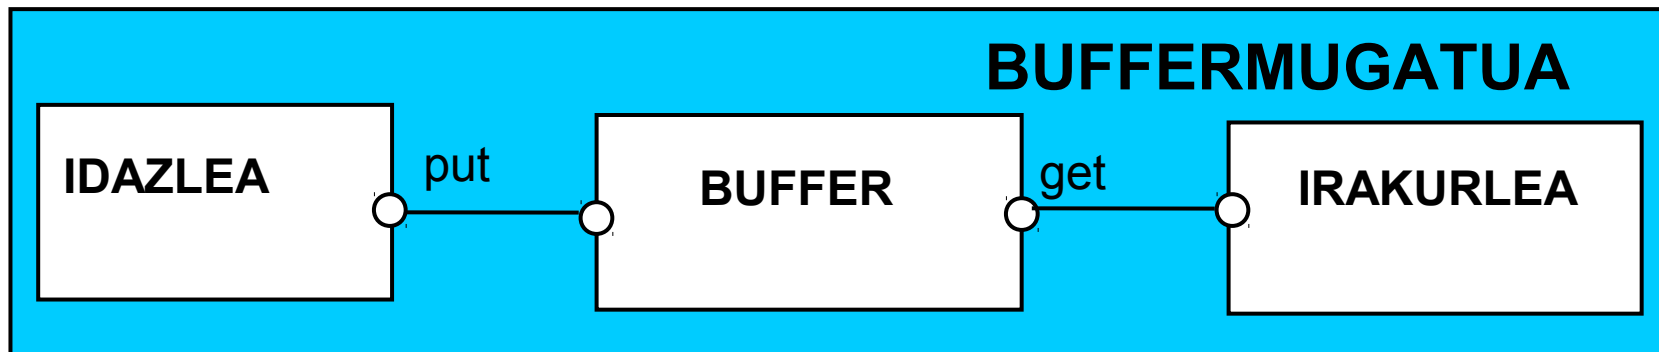 BUFFERMUGATUA
IDAZLEA
put
BUFFER
get
IRAKURLEA